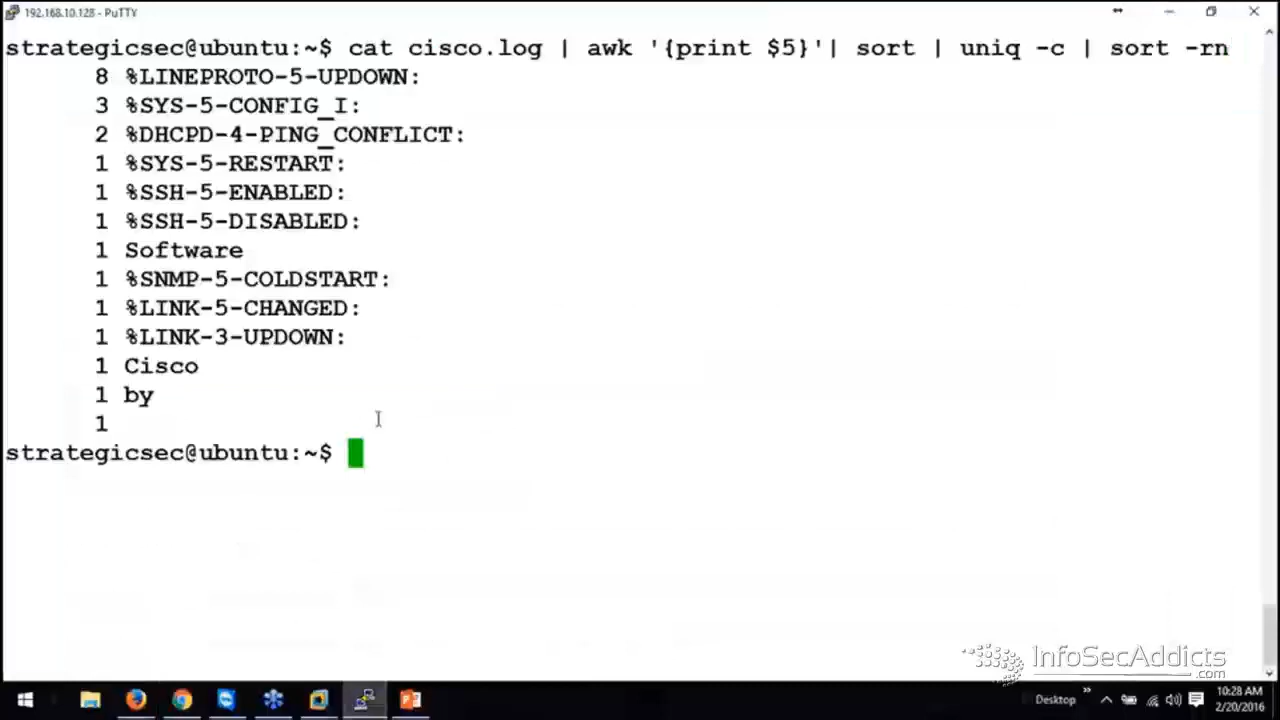 192.168.10.128 - PuTTY
strategicsec@ubuntu:~$ cat cisco.log | awk '{print $5}'| sort | uniq -c | sort -rn
8 %LINEPROTO-5-UPDOWN:
3 %SYS-5-CONFIG_I:
2 %DHCPD-4-PING_CONFLICT:
1 %SYS-5-RESTART:
1 %SSH-5-ENABLED:
1 %SSH-5-DISABLED:
1 Software
1 %SNMP-5-COLDSTART:
1 %LINK-5-CHANGED:
1 %LINK-3-UPDOWN:
1 Cisco
1 by
1
strategicsec@ubuntu:~$
InfoSecAddicts
.com
Desktop
10:28 AM
2/20/2016